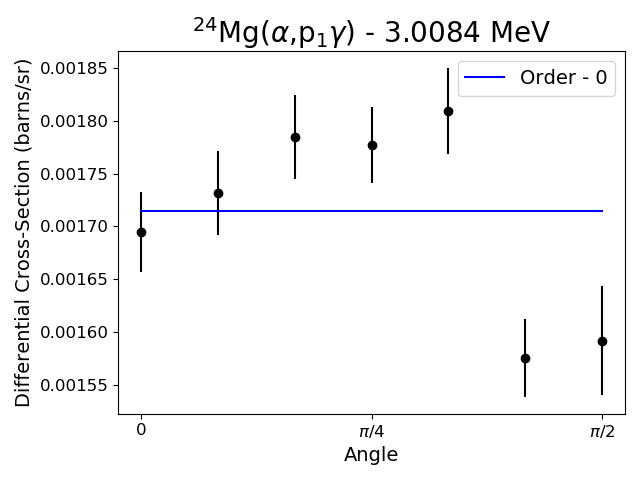 ²⁴Mg(α,p₁γ) - 3.0084 MeV
Order - 0
Differential Cross-Section (barns/sr)
0.00185
0.00180
0.00175
0.00170
0.00165
0.00160
0.00155
0 π/4 π/2
Angle